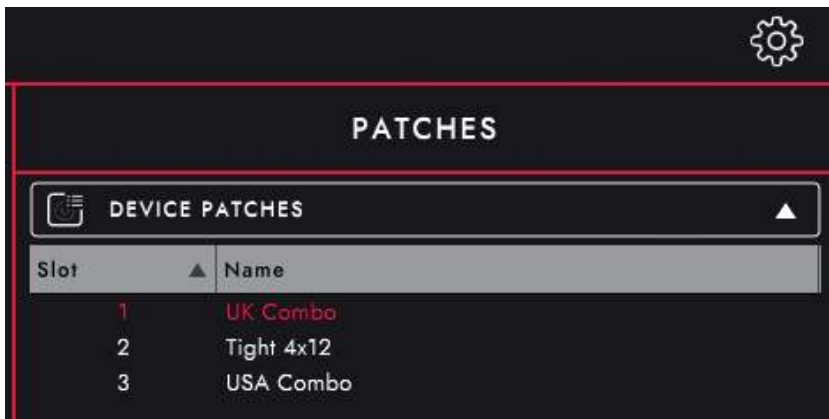 PATCHES
DEVICE PATCHES
Slot Name
1 UK Combo
2 Tight 4x12
3 USA Combo